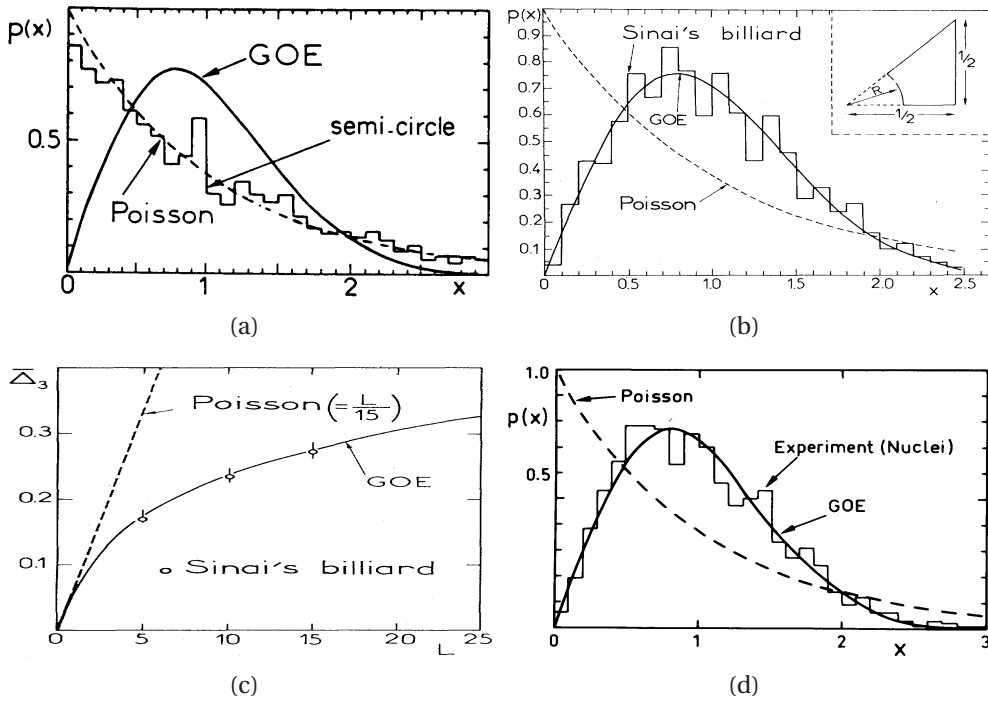 p(x)
GOE
0.5
semi-circle
Poisson
0
1
2
x
(a)
0.9
p(x)
Sinai's billiard
0.8
0.7
0.6
0.5
0.4
0.3
0.2
0.1
GOE
Poisson
R
1/2
1/2
0
0.5
1.0
1.5
2.0
2.5
x
(b)
Δ̅₃
Poisson (=L/15)
0.3
GOE
0.2
0.1
Sinai's billiard
0
5
10
15
20
25
L
(c)
1.0
Poisson
p(x)
Experiment (Nuclei)
0.5
GOE
0
1
2
3
x
(d)